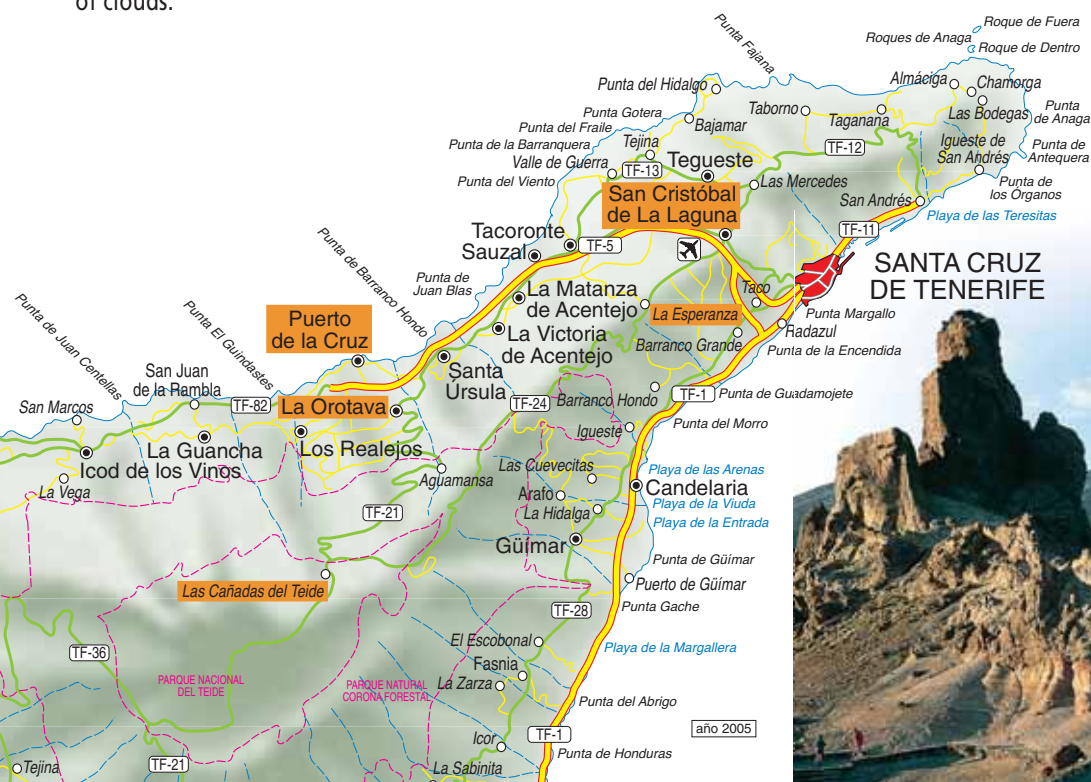 of clouds.
Roque de Fuera
Roques de Anaga
Roque de Dentro
Punta Fajana
Punta del Hidalgo
Almáciga
Chamorga
Taborno
Taganana
Las Bodegas
Punta
de Anaga
Punta Gotera
Bajamar
Punta del Fraile
Tejina
Punta de la Barranquera
TF-12
Igueste de
San Andrés
Punta de
Antequera
Valle de Guerra
TF-13
Tegueste
Punta del Viento
Las Mercedes
Punta de
los Órganos
San Cristóbal
de La Laguna
San Andrés
Playa de las Teresitas
TF-11
Tacoronte
Sauzal
TF-5
Punta de Barranco Hondo
Punta de
Juan Blas
SANTA CRUZ
DE TENERIFE
La Matanza
de Acentejo
Taco
Punta de Juan Centellas
Punta El Guindastes
Puerto
de la Cruz
La Esperanza
Punta Margallo
Radazul
La Victoria
de Acentejo
Barranco Grande
Punta de la Encendida
San Juan
de la Rambla
Santa
Úrsula
San Marcos
TF-82
La Orotava
TF-24
Barranco Hondo
TF-1
Punta de Guadamojete
Punta del Morro
Igueste
La Guancha
Los Realejos
Icod de los Vinos
La Vega
Aguamansa
Las Cuevecitas
Playa de las Arenas
Arafo
Candelaria
Playa de la Viuda
La Hidalga
Playa de la Entrada
TF-21
Güímar
Punta de Güímar
Puerto de Güímar
Las Cañadas del Teide
TF-28
Punta Gache
El Escobonal
Playa de la Margallera
TF-36
Fasnia
PARQUE NACIONAL
DEL TEIDE
PARQUE NATURAL
CORONA FORESTAL
La Zarza
Punta del Abrigo
año 2005
Icor
TF-1
Punta de Honduras
Tejina
TF-21
La Sabinita